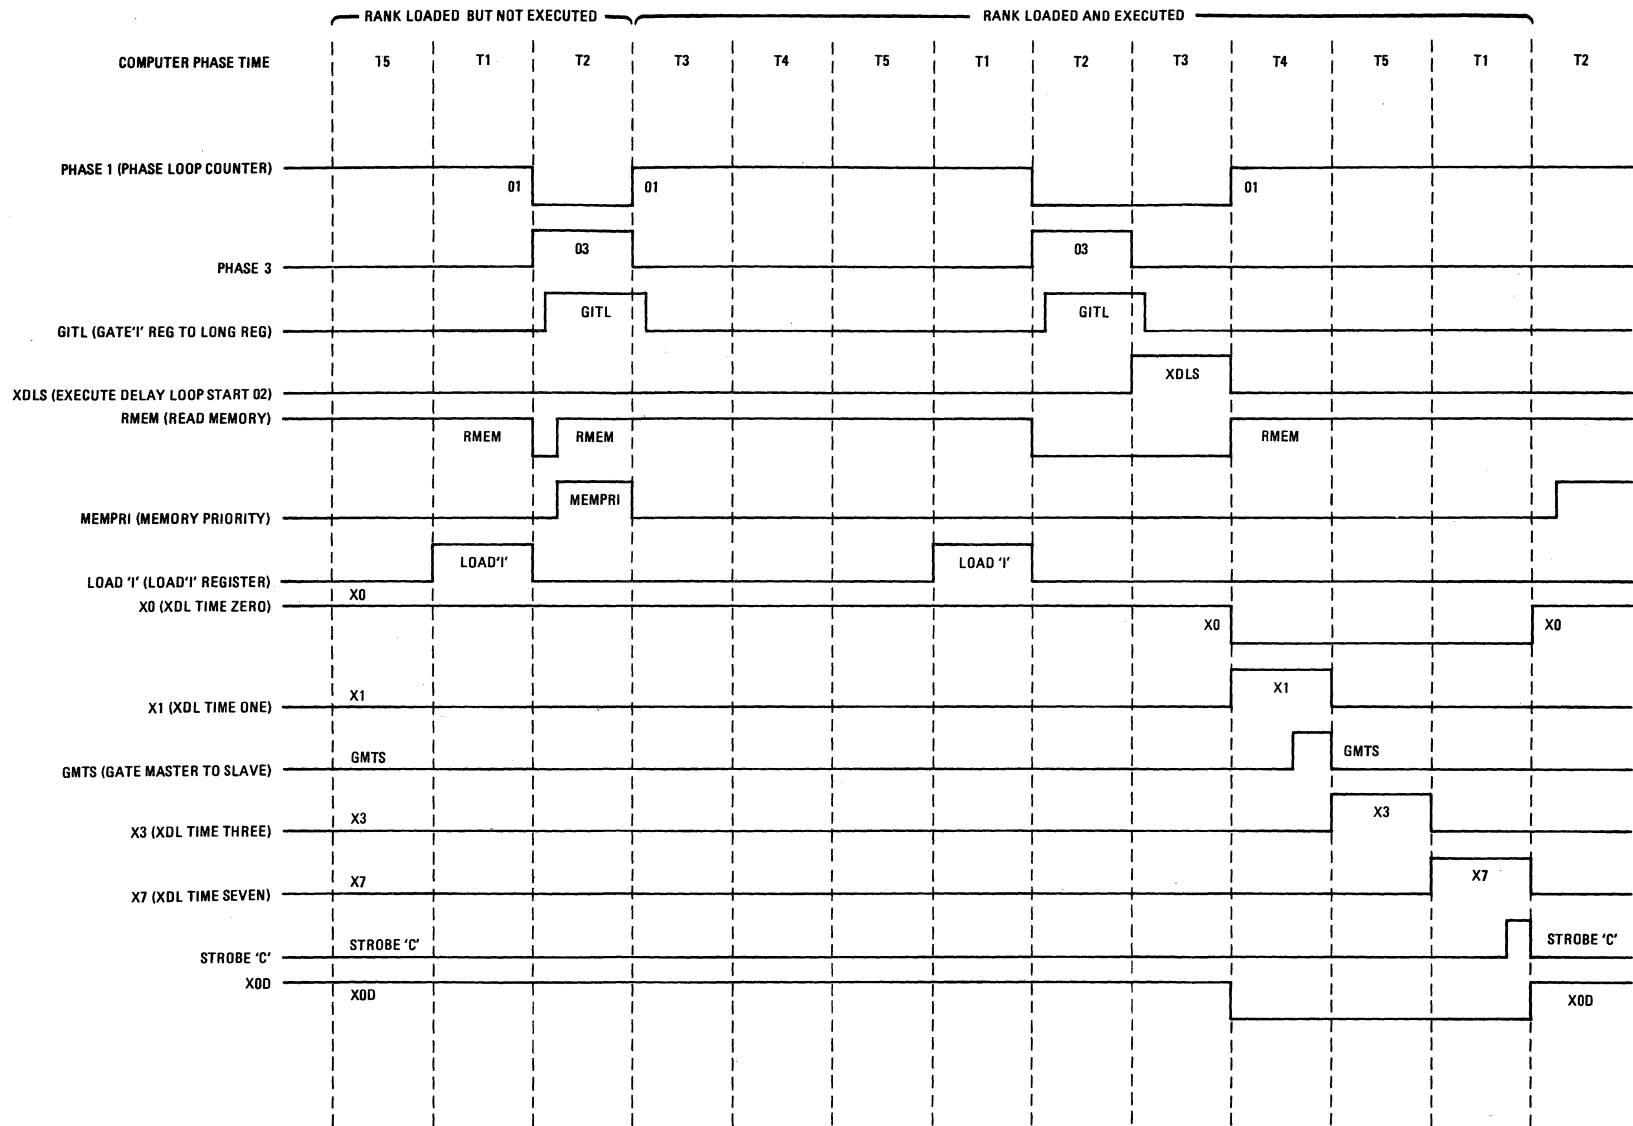 RANK LOADED BUT NOT EXECUTED RANK LOADED AND EXECUTED
COMPUTER PHASE TIME T5 T1 T2 T3 T4 T5 T1 T2 T3 T4 T5 T1 T2
PHASE 1 (PHASE LOOP COUNTER)
01 01 01
03 03
PHASE 3
GITL GITL
GITL (GATE'I' REG TO LONG REG)
XDLS
XDLS (EXECUTE DELAY LOOP START 02)
RMEM (READ MEMORY)
RMEM RMEM RMEM
MEMPRI
MEMPRI (MEMORY PRIORITY)
LOAD'I' LOAD 'I'
LOAD 'I' (LOAD'I' REGISTER)
X0
X0 (XDL TIME ZERO)
X0 X0
X1 X1
X1 (XDL TIME ONE)
GMTS GMTS
GMTS (GATE MASTER TO SLAVE)
X3 X3
X3 (XDL TIME THREE)
X7 X7
X7 (XDL TIME SEVEN)
STROBE 'C' STROBE 'C'
STROBE 'C'
X0D
X0D X0D